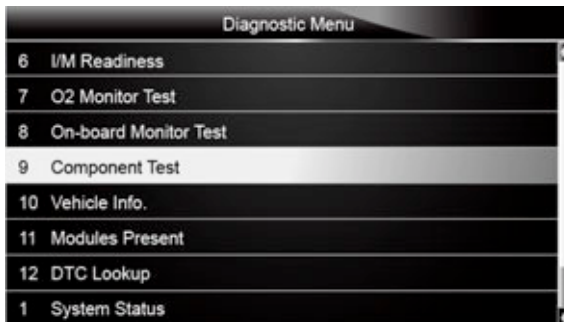 Diagnostic Menu
6 I/M Readiness
7 O2 Monitor Test
8 On-board Monitor Test
9 Component Test
10 Vehicle Info.
11 Modules Present
12 DTC Lookup
1 System Status